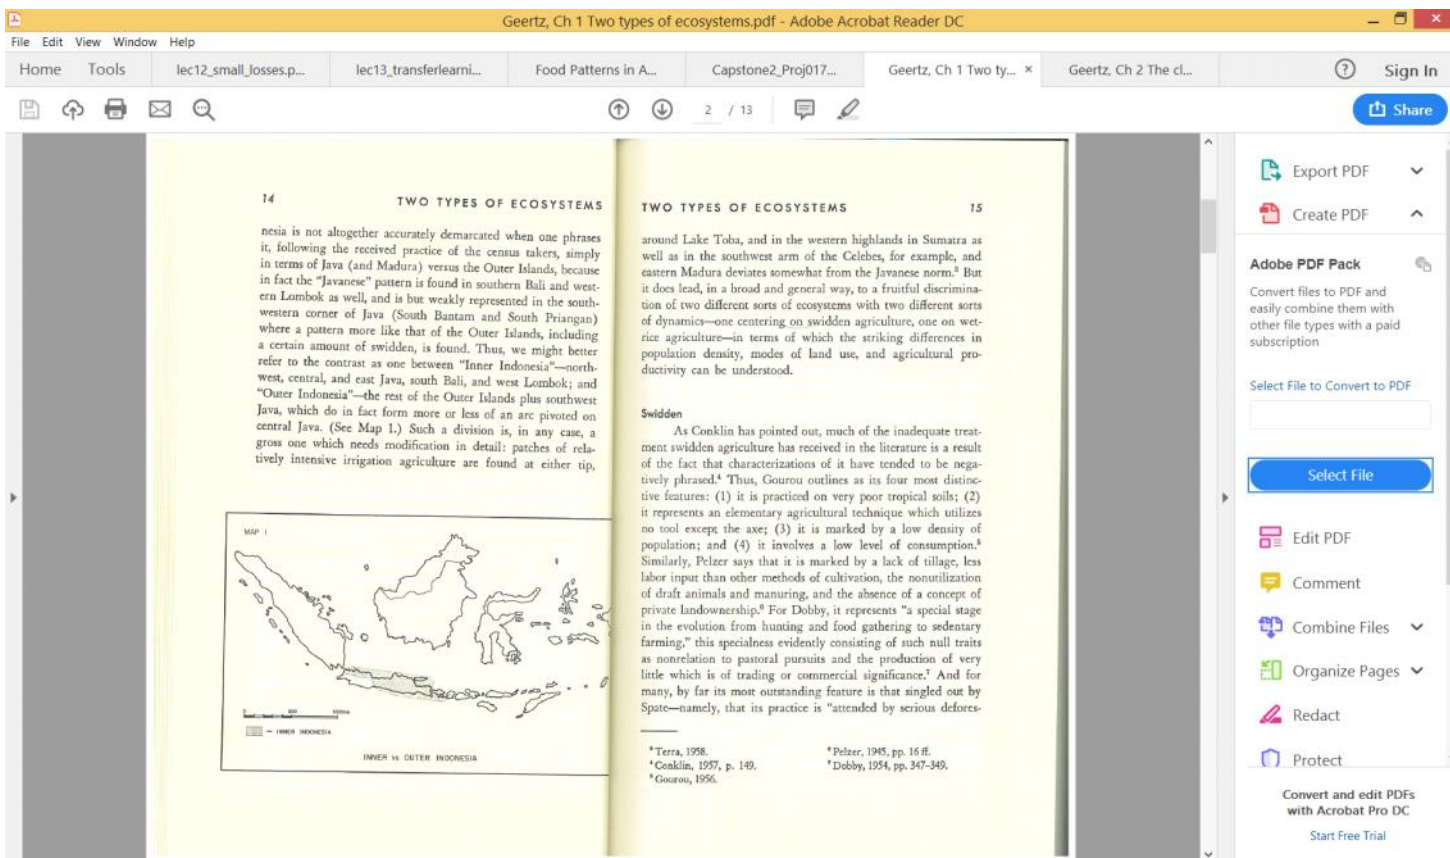 Geertz, Ch 1 Two types of ecosystems.pdf - Adobe Acrobat Reader DC
File Edit View Window Help
Home Tools lec12_small_losses.p... lec13_transferlearni... Food Patterns in A... Capstone2_Proj017... Geertz, Ch 1 Two ty... × Geertz, Ch 2 The cl... Sign In
2 / 13 Share
14 TWO TYPES OF ECOSYSTEMS
nesia is not altogether accurately demarcated when one phrases
it, following the received practice of the census takers, simply
in terms of Java (and Madura) versus the Outer Islands, because
in fact the "Javanese" pattern is found in southern Bali and west-
ern Lombok as well, and is but weakly represented in the south-
western corner of Java (South Bantam and South Priangan)
where a pattern more like that of the Outer Islands, including
a certain amount of swidden, is found. Thus, we might better
refer to the contrast as one between "Inner Indonesia"—north-
west, central, and east Java, south Bali, and west Lombok; and
"Outer Indonesia"—the rest of the Outer Islands plus southwest
Java, which do in fact form more or less of an arc pivoted on
central Java. (See Map 1.) Such a division is, in any case, a
gross one which needs modification in detail: patches of rela-
tively intensive irrigation agriculture are found at either tip,
MAP 1
— INNER INDONESIA
INNER vs OUTER INDONESIA
TWO TYPES OF ECOSYSTEMS 15
around Lake Toba, and in the western highlands in Sumatra as
well as in the southwest arm of the Celebes, for example, and
eastern Madura deviates somewhat from the Javanese norm.³ But
it does lead, in a broad and general way, to a fruitful discrimina-
tion of two different sorts of ecosystems with two different sorts
of dynamics—one centering on swidden agriculture, one on wet-
rice agriculture—in terms of which the striking differences in
population density, modes of land use, and agricultural pro-
ductivity can be understood.
Swidden
As Conklin has pointed out, much of the inadequate treat-
ment swidden agriculture has received in the literature is a result
of the fact that characterizations of it have tended to be nega-
tively phrased.⁴ Thus, Gourou outlines as its four most distinc-
tive features: (1) it is practiced on very poor tropical soils; (2)
it represents an elementary agricultural technique which utilizes
no tool except the axe; (3) it is marked by a low density of
population; and (4) it involves a low level of consumption.⁵
Similarly, Pelzer says that it is marked by a lack of tillage, less
labor input than other methods of cultivation, the nonutilization
of draft animals and manuring, and the absence of a concept of
private landownership.⁶ For Dobby, it represents "a special stage
in the evolution from hunting and food gathering to sedentary
farming," this specialness evidently consisting of such null traits
as nonrelation to pastoral pursuits and the production of very
little which is of trading or commercial significance.⁷ And for
many, by far its most outstanding feature is that singled out by
Spate—namely, that its practice is "attended by serious defores-
³ Terra, 1958.
⁴ Conklin, 1957, p. 149.
⁵ Gourou, 1956.
⁶ Pelzer, 1945, pp. 16 ff.
⁷ Dobby, 1954, pp. 347–349.
Export PDF
Create PDF
Adobe PDF Pack
Convert files to PDF and
easily combine them with
other file types with a paid
subscription
Select File to Convert to PDF
Select File
Edit PDF
Comment
Combine Files
Organize Pages
Redact
Protect
Convert and edit PDFs
with Acrobat Pro DC
Start Free Trial